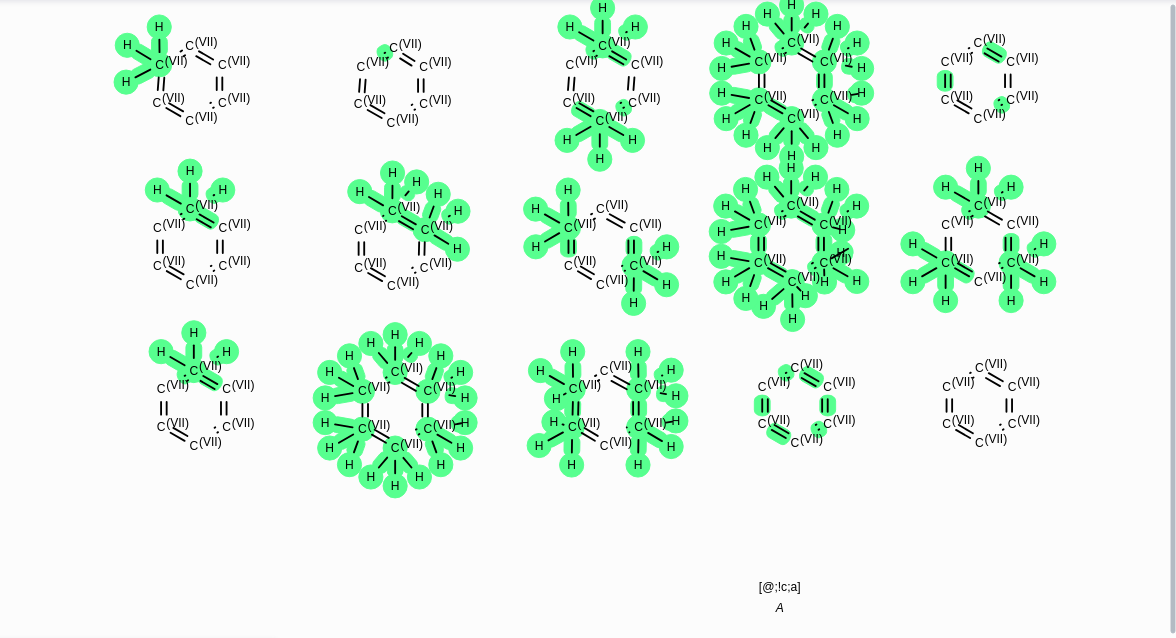 H H
H H
H H H H H
H C(VII) C(VII) C(VII) H C(VII) H C(VII)
C(VII) C(VII) C(VII) C(VII) C(VII) C(VII) H C(VII) C(VII) H C(VII) C(VII)
H
C(VII) C(VII) C(VII) C(VII) C(VII) C(VII) H C(VII) C(VII) H C(VII) C(VII)
C(VII) C(VII) C(VII) H C(VII) H C(VII)
H H H H
H H
H H
H H H H
H H H
H H H H H H H H H
C(VII) C(VII) H H C(VII) H C(VII) H C(VII)
C(VII) C(VII) C(VII) C(VII) C(VII) C(VII) H C(VII) C(VII) H C(VII) C(VII)
H H H H H H H
C(VII) C(VII) C(VII) C(VII) C(VII) C(VII) C(VII) C(VII) C(VII) C(VII)
C(VII) C(VII) C(VII) H H C(VII) H H H C(VII) H
H H H H H H
H
H H
H H
H H H H H H
C(VII) H C(VII) H H C(VII) H C(VII) C(VII)
C(VII) C(VII) H C(VII) C(VII) H H C(VII) C(VII) H C(VII) C(VII) C(VII) C(VII)
C(VII) C(VII) H C(VII) C(VII) H H C(VII) C(VII) H C(VII) C(VII) C(VII) C(VII)
C(VII) H C(VII) H H C(VII) H C(VII) C(VII)
H H H H
H H
H
[@;!c;a]
A